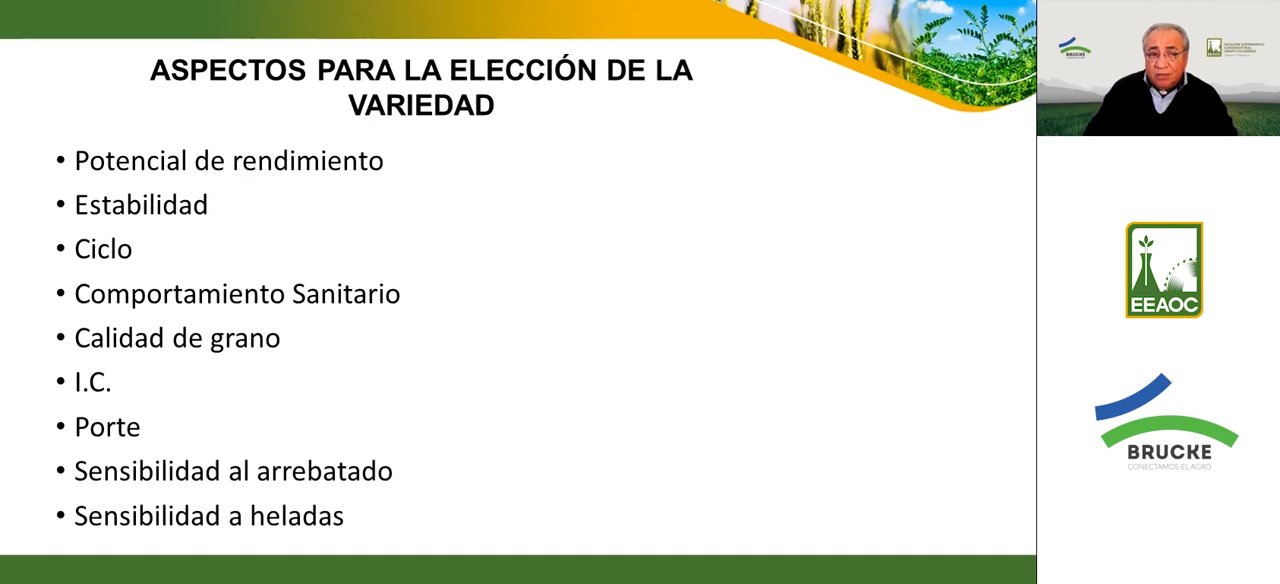 ASPECTOS PARA LA ELECCIÓN DE LA
VARIEDAD
• Potencial de rendimiento
• Estabilidad
• Ciclo
• Comportamiento Sanitario
• Calidad de grano
• I.C.
• Porte
• Sensibilidad al arrebatado
• Sensibilidad a heladas
BRUCKE
EEAOC
BRUCKE
CONECTAMOS EL AGRO